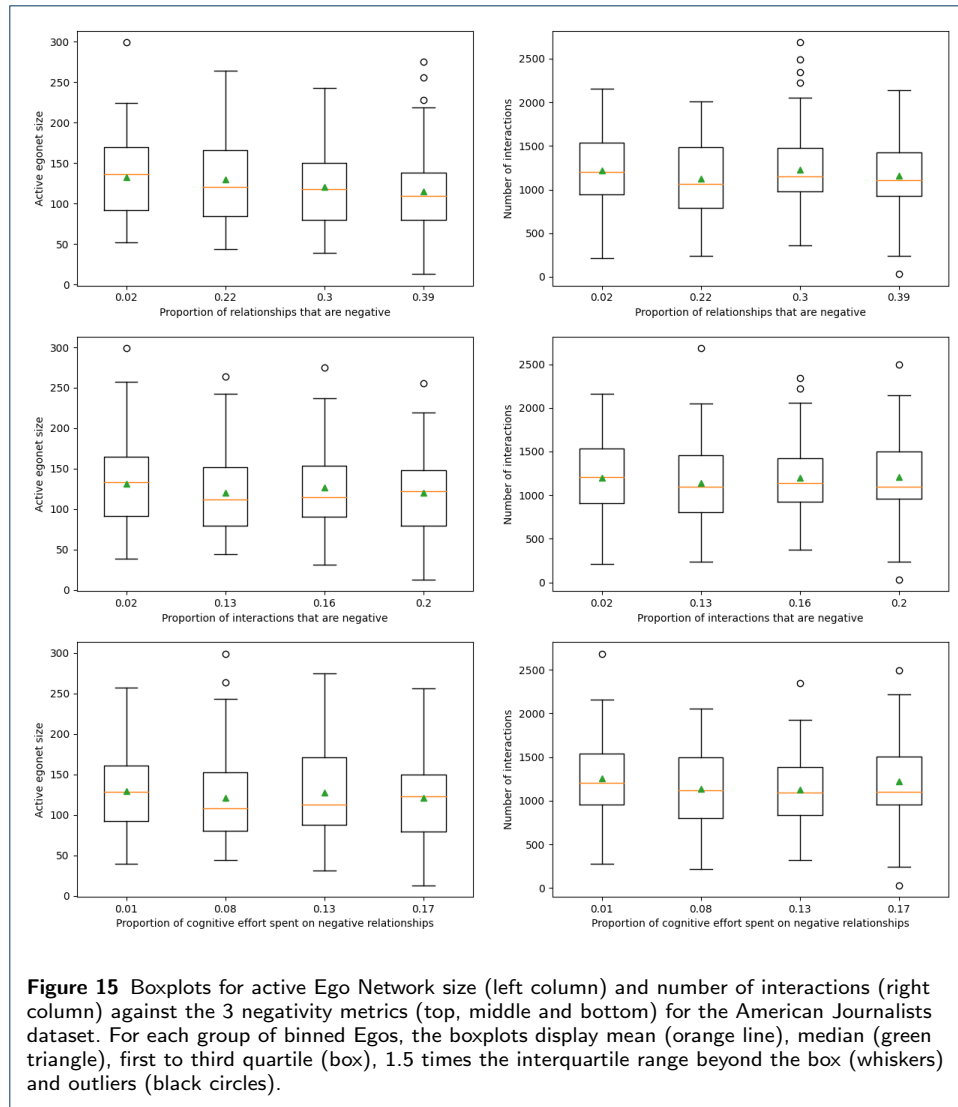 300
250
200
150
100
50
0
Active egonet size
0.02 0.22 0.3 0.39
Proportion of relationships that are negative
2500
2000
1500
1000
500
0
Number of interactions
0.02 0.22 0.3 0.39
Proportion of relationships that are negative
300
250
200
150
100
50
0
Active egonet size
0.02 0.13 0.16 0.2
Proportion of interactions that are negative
2500
2000
1500
1000
500
0
Number of interactions
0.02 0.13 0.16 0.2
Proportion of interactions that are negative
300
250
200
150
100
50
0
Active egonet size
0.01 0.08 0.13 0.17
Proportion of cognitive effort spent on negative relationships
2500
2000
1500
1000
500
0
Number of interactions
0.01 0.08 0.13 0.17
Proportion of cognitive effort spent on negative relationships
Figure 15 Boxplots for active Ego Network size (left column) and number of interactions (right
column) against the 3 negativity metrics (top, middle and bottom) for the American Journalists
dataset. For each group of binned Egos, the boxplots display mean (orange line), median (green
triangle), first to third quartile (box), 1.5 times the interquartile range beyond the box (whiskers)
and outliers (black circles).